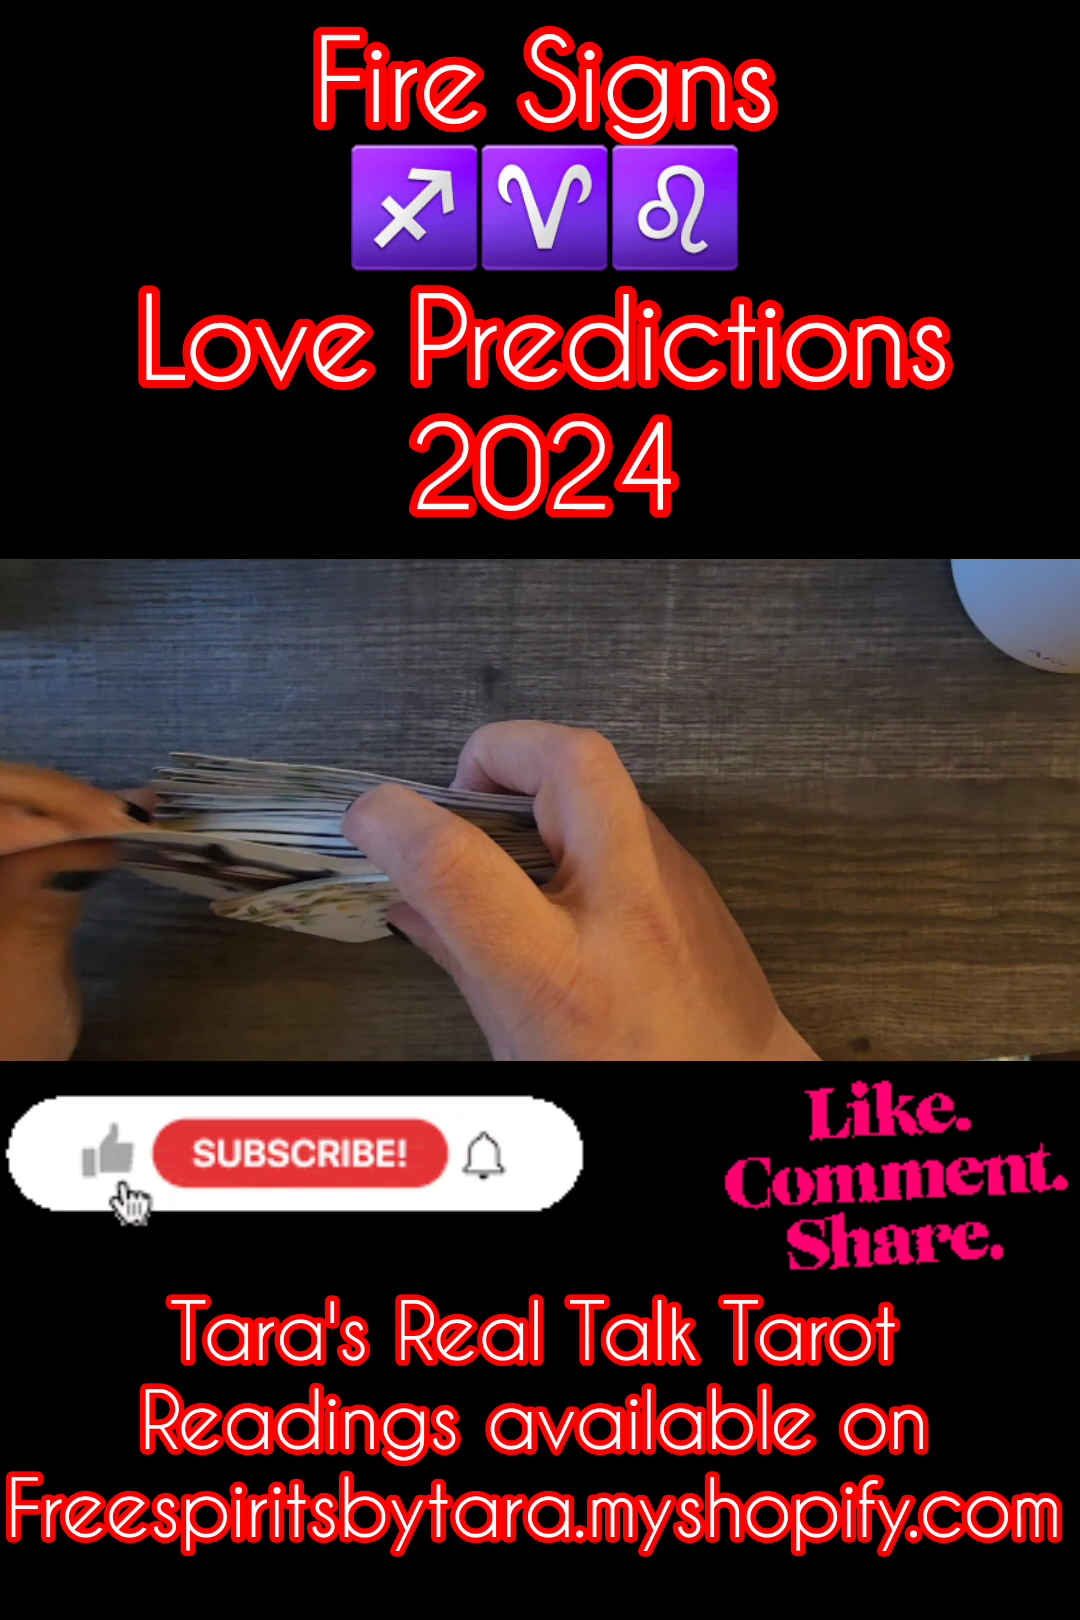 Fire Signs
♐♈♌
Love Predictions
2024
SUBSCRIBE!
Like.
Comment.
Share.
Tara's Real Talk Tarot
Readings available on
Freespiritsbytara.myshopify.com